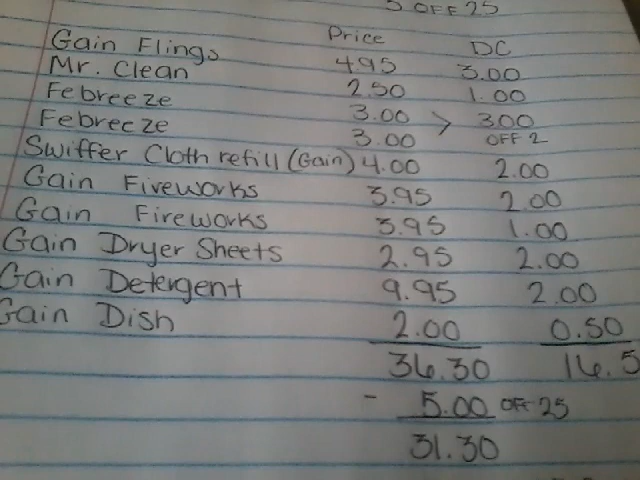 5 OFF 25
Price DC
Gain Flings 4.95 3.00
Mr. Clean 2.50 1.00
Febreeze 3.00 > 3.00
Febreeze 3.00 OFF 2
Swiffer Cloth refill (Gain) 4.00 2.00
Gain Fireworks 3.95 2.00
Gain Fireworks 3.95 1.00
Gain Dryer Sheets 2.95 2.00
Gain Detergent 9.95 2.00
Gain Dish 2.00 0.50
36.30 16.5
- 5.00 OFF 25
31.30